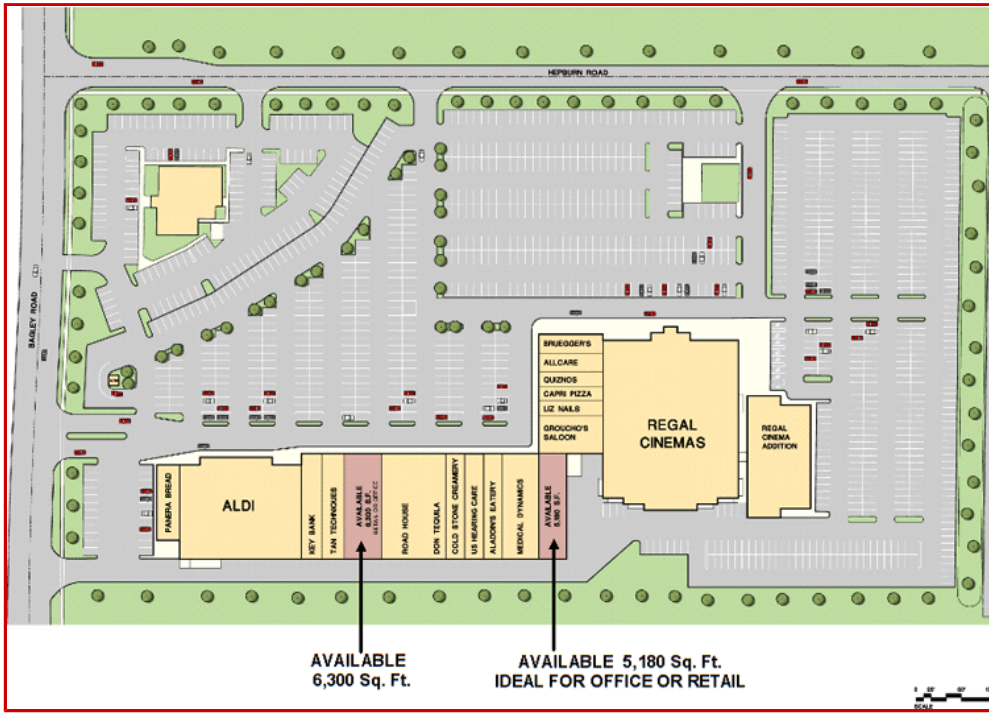 HEPBURN ROAD
BAGLEY ROAD
BRUEGGER'S
ALLCARE
QUIZNOS
CAPRI PIZZA
LIZ NAILS
GROUCHO'S
SALOON
REGAL
CINEMAS
REGAL
CINEMA
ADDITION
PANERA BREAD
ALDI
KEY BANK
TAN TECHNIQUES
AVAILABLE
6,300 S.F.
RETAIL OR OFFICE
ROAD HOUSE
DON TEQUILA
COLD STONE CREAMERY
US HEARING CARE
ALADDIN'S EATERY
MEDICAL DYNAMICS
AVAILABLE
5,180 S.F.
AVAILABLE
6,300 Sq. Ft.
AVAILABLE 5,180 Sq. Ft.
IDEAL FOR OFFICE OR RETAIL
SCALE